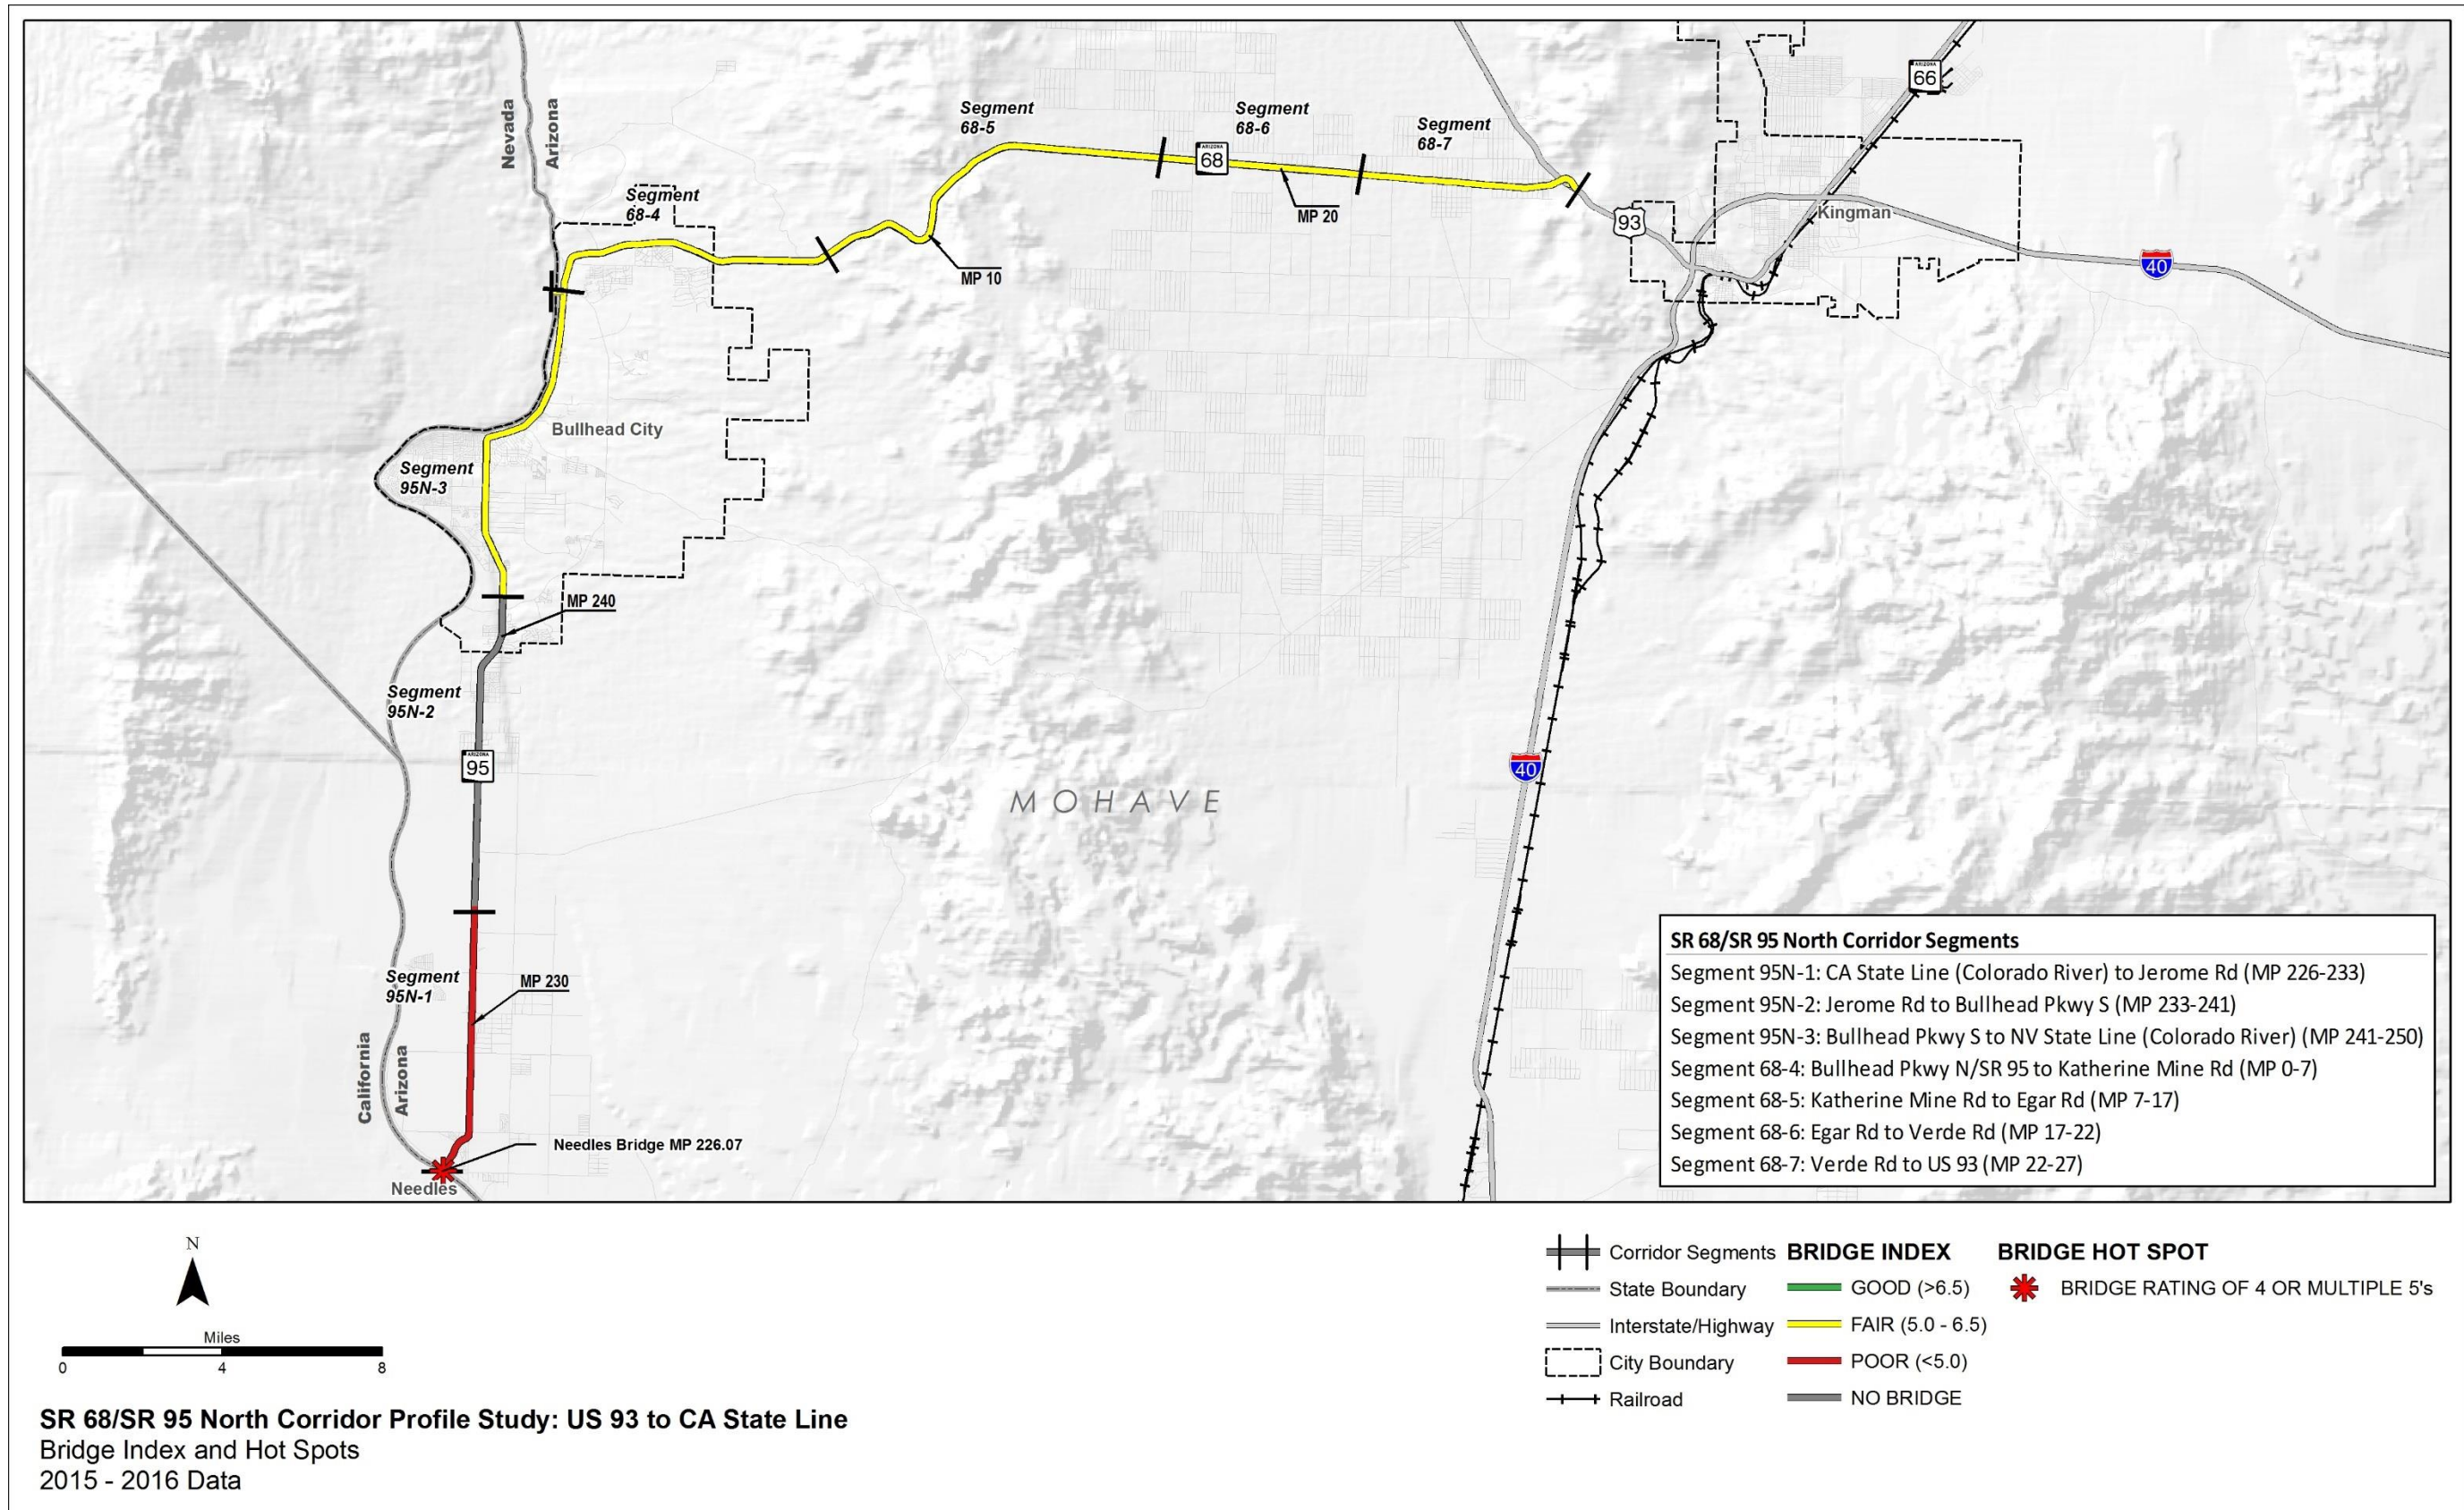 Nevada
Arizona
Segment
68-5
Segment
68-6
Segment
68-7
ARIZONA
66
ARIZONA
68
Segment
68-4
MP 20
93
Kingman
MP 10
40
Bullhead City
Segment
95N-3
MP 240
Segment
95N-2
ARIZONA
95
40
MOHAVE
Segment
95N-1
MP 230
California
Arizona
Needles Bridge MP 226.07
Needles
SR 68/SR 95 North Corridor Segments
Segment 95N-1: CA State Line (Colorado River) to Jerome Rd (MP 226-233)
Segment 95N-2: Jerome Rd to Bullhead Pkwy S (MP 233-241)
Segment 95N-3: Bullhead Pkwy S to NV State Line (Colorado River) (MP 241-250)
Segment 68-4: Bullhead Pkwy N/SR 95 to Katherine Mine Rd (MP 0-7)
Segment 68-5: Katherine Mine Rd to Egar Rd (MP 7-17)
Segment 68-6: Egar Rd to Verde Rd (MP 17-22)
Segment 68-7: Verde Rd to US 93 (MP 22-27)
N
Miles
0 4 8
Corridor Segments
State Boundary
Interstate/Highway
City Boundary
Railroad
BRIDGE INDEX
GOOD (>6.5)
FAIR (5.0 - 6.5)
POOR (<5.0)
NO BRIDGE
BRIDGE HOT SPOT
BRIDGE RATING OF 4 OR MULTIPLE 5's
SR 68/SR 95 North Corridor Profile Study: US 93 to CA State Line
Bridge Index and Hot Spots
2015 - 2016 Data